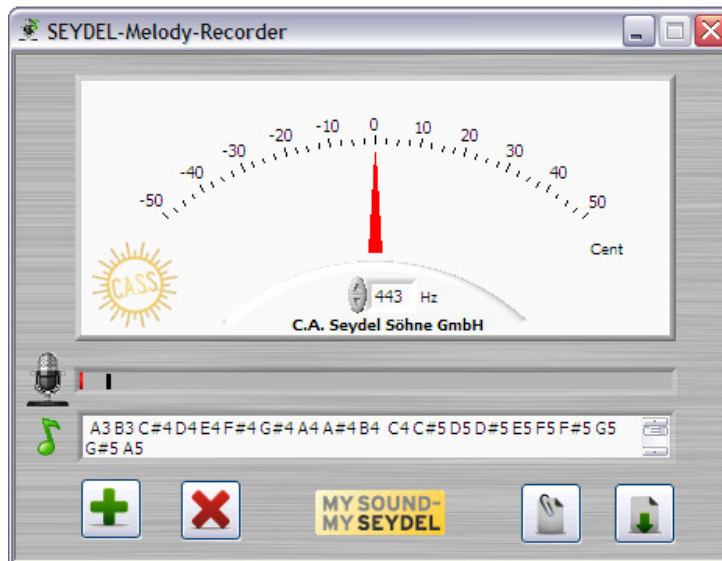 SEYDEL-Melody-Recorder
-50 -40 -30 -20 -10 0 10 20 30 40 50
Cent
CASS
443 Hz
C.A. Seydel Söhne GmbH
A3 B3 C#4 D4 E4 F#4 G#4 A4 A#4 B4 C4 C#5 D5 D#5 E5 F5 F#5 G5
G#5 A5
MY SOUND-
MY SEYDEL